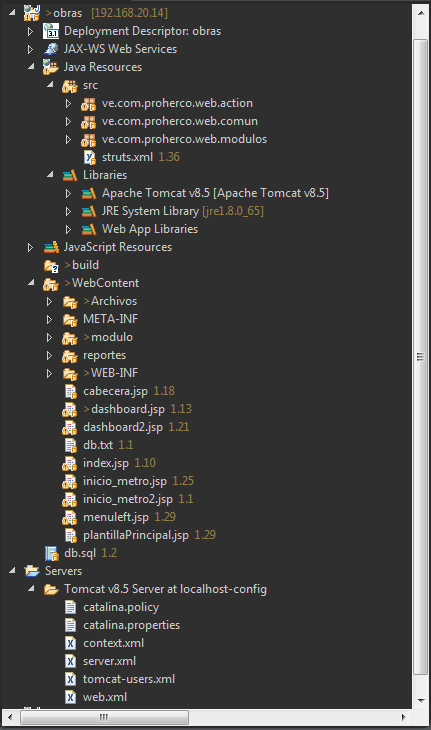 >obras [192.168.20.14]
Deployment Descriptor: obras
JAX-WS Web Services
Java Resources
src
ve.com.proherco.web.action
ve.com.proherco.web.comun
ve.com.proherco.web.modulos
struts.xml 1.36
Libraries
Apache Tomcat v8.5 [Apache Tomcat v8.5]
JRE System Library [jre1.8.0_65]
Web App Libraries
JavaScript Resources
>build
>WebContent
>Archivos
META-INF
>modulo
reportes
>WEB-INF
cabecera.jsp 1.18
>dashboard.jsp 1.13
dashboard2.jsp 1.21
db.txt 1.1
index.jsp 1.10
inicio_metro.jsp 1.25
inicio_metro2.jsp 1.1
menuleft.jsp 1.29
plantillaPrincipal.jsp 1.29
db.sql 1.2
Servers
Tomcat v8.5 Server at localhost-config
catalina.policy
catalina.properties
context.xml
server.xml
tomcat-users.xml
web.xml